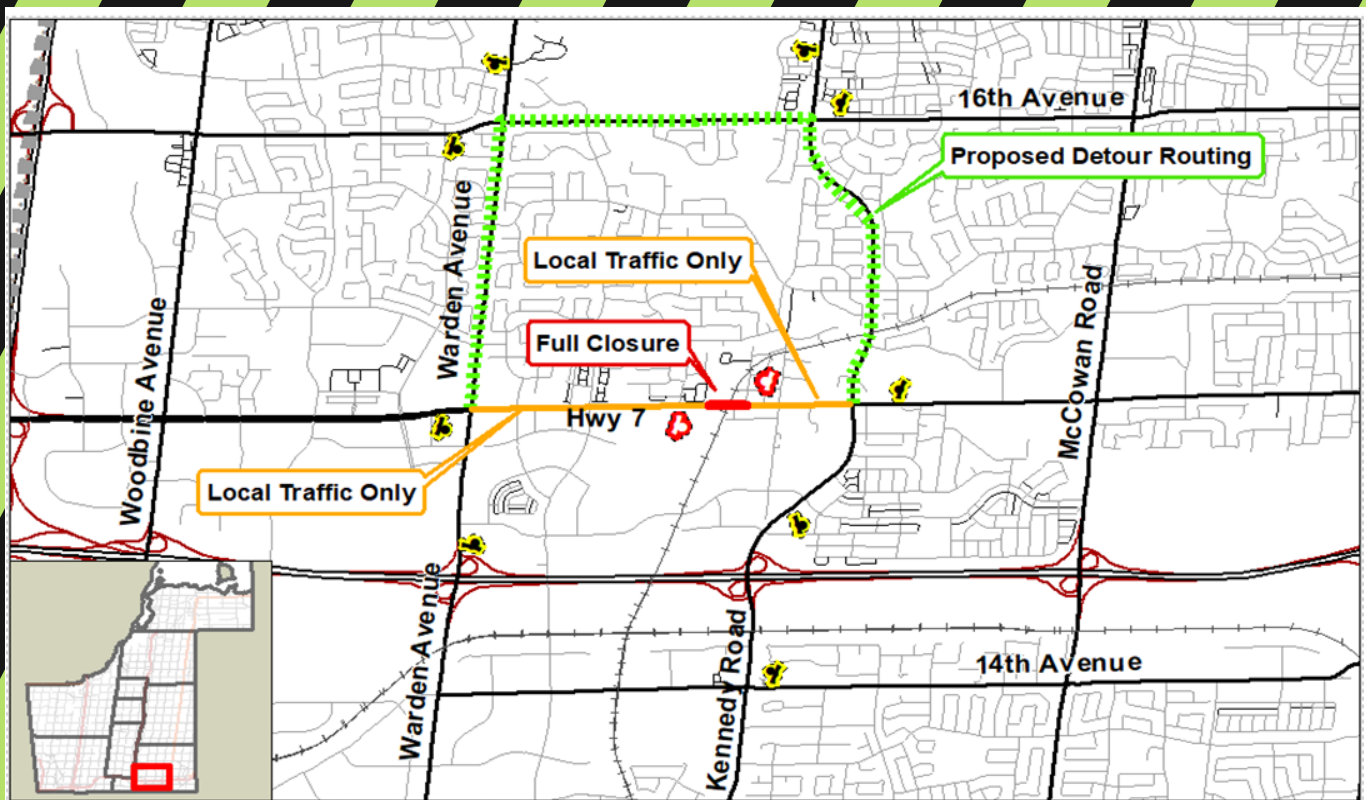 16th Avenue
Proposed Detour Routing
Warden Avenue
Local Traffic Only
Full Closure
Woodbine Avenue
McCowan Road
Hwy 7
Local Traffic Only
Warden Avenue
Kennedy Road
14th Avenue